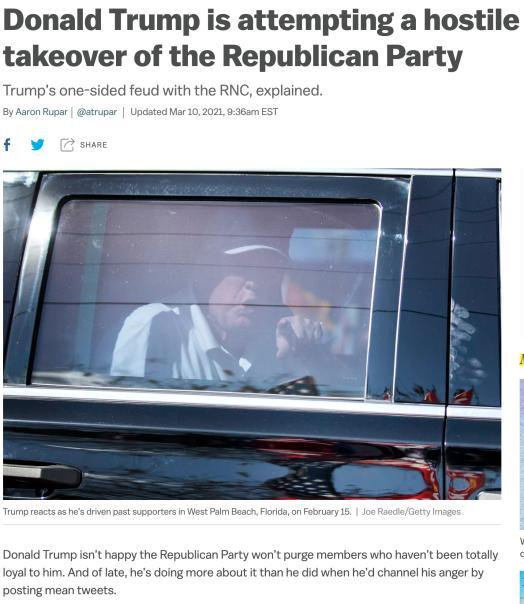 Donald Trump is attempting a hostile
takeover of the Republican Party
Trump's one-sided feud with the RNC, explained.
By Aaron Rupar | @atrupar | Updated Mar 10, 2021, 9:36am EST
SHARE
Trump reacts as he's driven past supporters in West Palm Beach, Florida, on February 15. | Joe Raedle/Getty Images
Donald Trump isn't happy the Republican Party won't purge members who haven't been totally
loyal to him. And of late, he's doing more about it than he did when he'd channel his anger by
posting mean tweets.